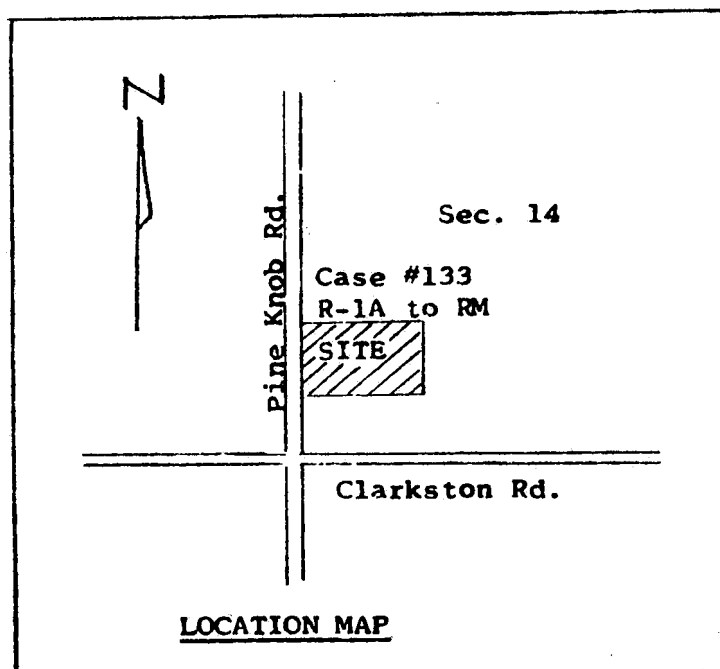 N
Sec. 14
Pine Knob Rd.
Case #133
R-1A to RM
SITE
Clarkston Rd.
LOCATION MAP